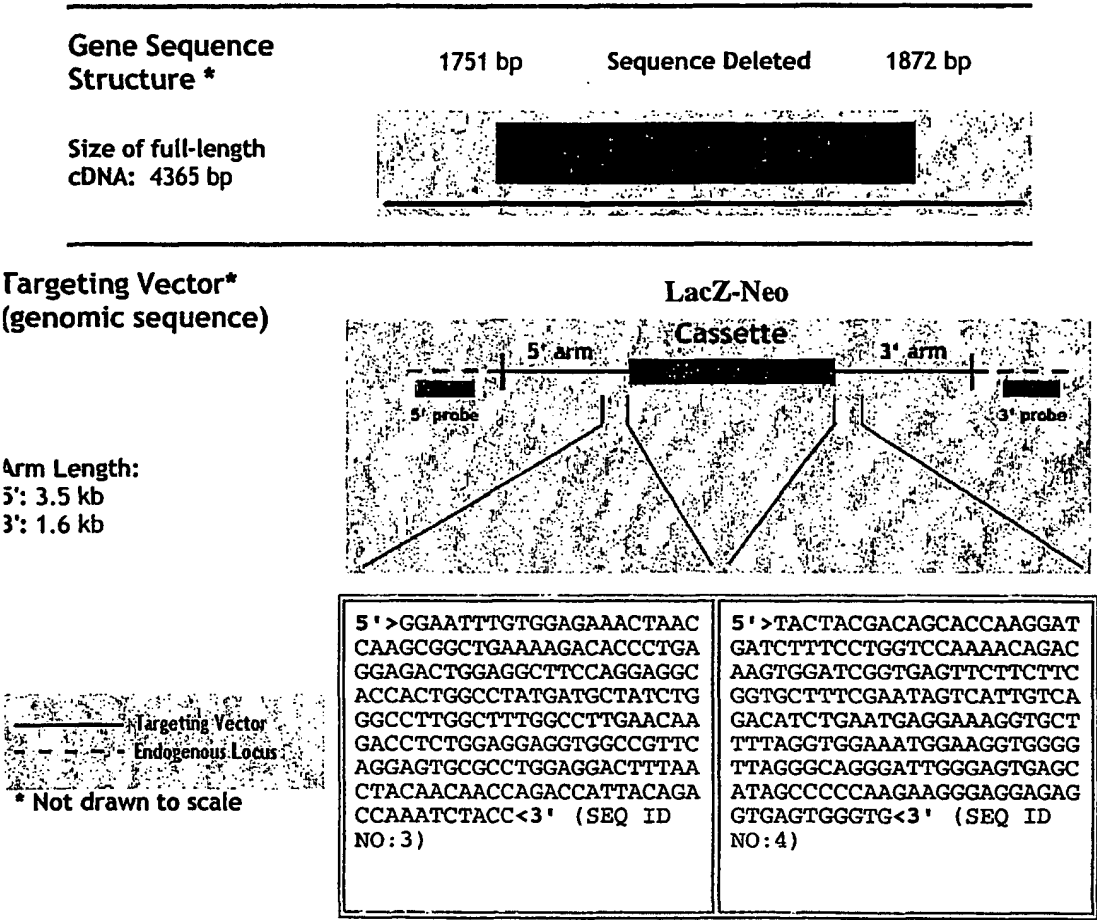 Gene Sequence
Structure *
1751 bp Sequence Deleted 1872 bp
Size of full-length
cDNA: 4365 bp
Targeting Vector*
(genomic sequence)
LacZ-Neo
Cassette
5' arm
3' arm
5' probe
3' probe
Arm Length:
5': 3.5 kb
3': 1.6 kb
Targeting Vector
Endogenous Locus
* Not drawn to scale
5'>GGAATTTGTGGAGAAACTAAC
CAAGCGGCTGAAAAGACACCCTGA
GGAGACTGGAGGCTTCCAGGAGGC
ACCACTGGCCTATGATGCTATCTG
GGCCTTGGCTTTGGCCTTGAACAA
GACCTCTGGAGGAGGTGGCCGTTC
AGGAGTGCGCCTGGAGGACTTTAA
CTACAACAACCAGACCATTACAGA
CCAAATCTACC<3' (SEQ ID
NO:3)
5'>TACTACGACAGCACCAAGGAT
GATCTTTCCTGGTCCAAAACAGAC
AAGTGGATCGGTGAGTTCTTCTTC
GGTGCTTTCGAATAGTCATTGTCA
GACATCTGAATGAGGAAAGGTGCT
TTTAGGTGGAAATGGAAGGTGGGG
TTAGGGCAGGGATTGGGAGTGAGC
ATAGCCCCCAAGAAGGGAGGAGAG
GTGAGTGGGTG<3' (SEQ ID
NO:4)